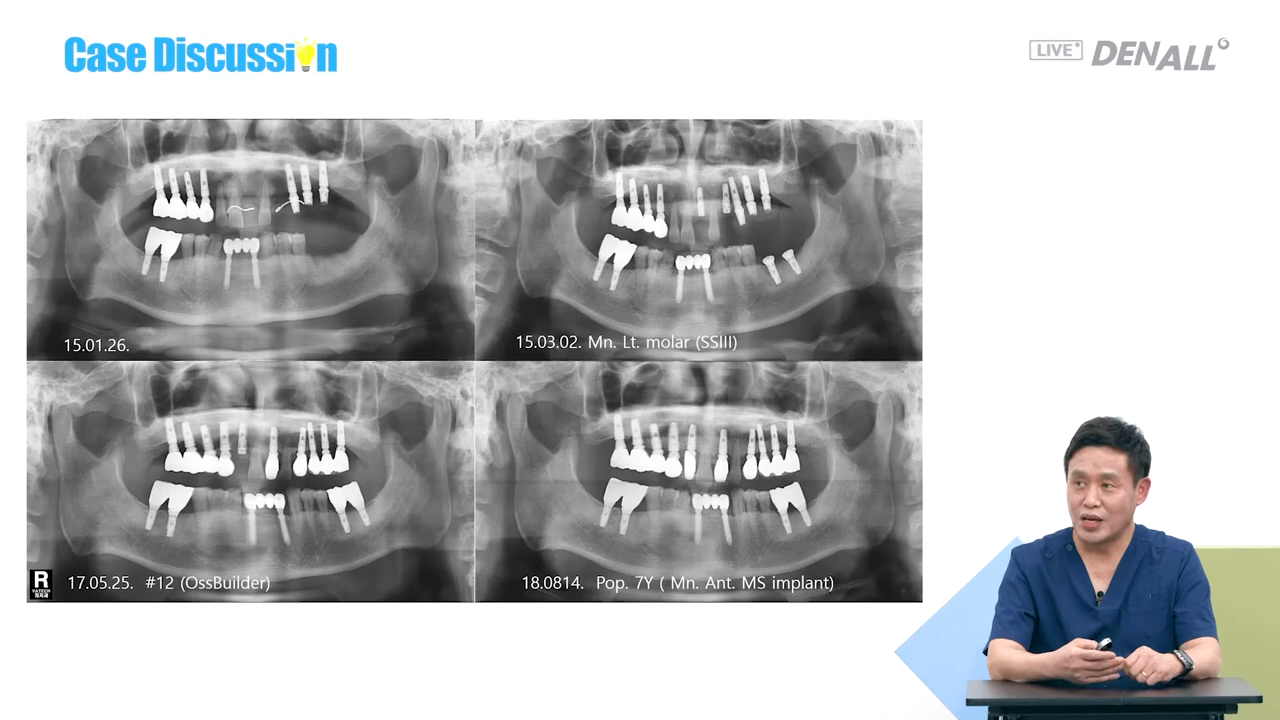 Case Discussion
LIVE DENALL
15.01.26.
15.03.02. Mn. Lt. molar (SSIII)
R
VATECH
17.05.25. #12 (OssBuilder)
18.0814. Pop. 7Y ( Mn. Ant. MS implant)